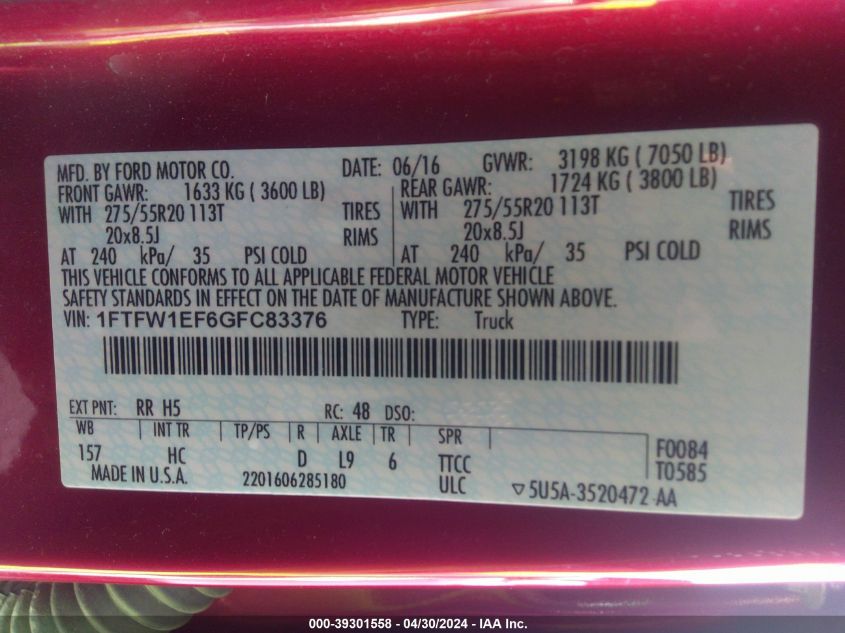 MFD. BY FORD MOTOR CO. DATE: 06/16 GVWR: 3198 KG ( 7050 LB)
FRONT GAWR: 1633 KG ( 3600 LB) REAR GAWR: 1724 KG ( 3800 LB)
WITH 275/55R20 113T TIRES WITH 275/55R20 113T TIRES
20x8.5J RIMS 20x8.5J RIMS
AT 240 kPa/ 35 PSI COLD AT 240 kPa/ 35 PSI COLD
THIS VEHICLE CONFORMS TO ALL APPLICABLE FEDERAL MOTOR VEHICLE
SAFETY STANDARDS IN EFFECT ON THE DATE OF MANUFACTURE SHOWN ABOVE.
VIN: 1FTFW1EF6GFC83376 TYPE: Truck
EXT PNT: RR H5 RC: 48 DSO:
WB INT TR TP/PS R AXLE TR SPR F0084
157 HC D L9 6 TTCC T0585
MADE IN U.S.A. 2201606285180 ULC ▽5U5A-3520472 AA
000-39301558 - 04/30/2024 - IAA Inc.